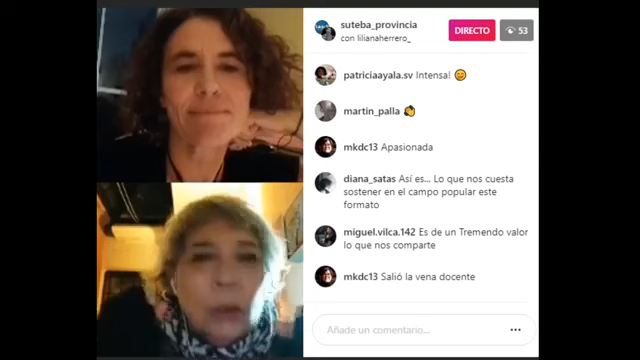 suteba_provincia
con lilianaherrero_
DIRECTO
53
patriciaayala.sv Intensa! 😊
martin_palla 👏
mkdc13 Apasionada
diana_satas Así es... Lo que nos cuesta
sostener en el campo popular este
formato
miguel.vilca.142 Es de un Tremendo valor
lo que nos comparte
mkdc13 Salió la vena docente
Añade un comentario...